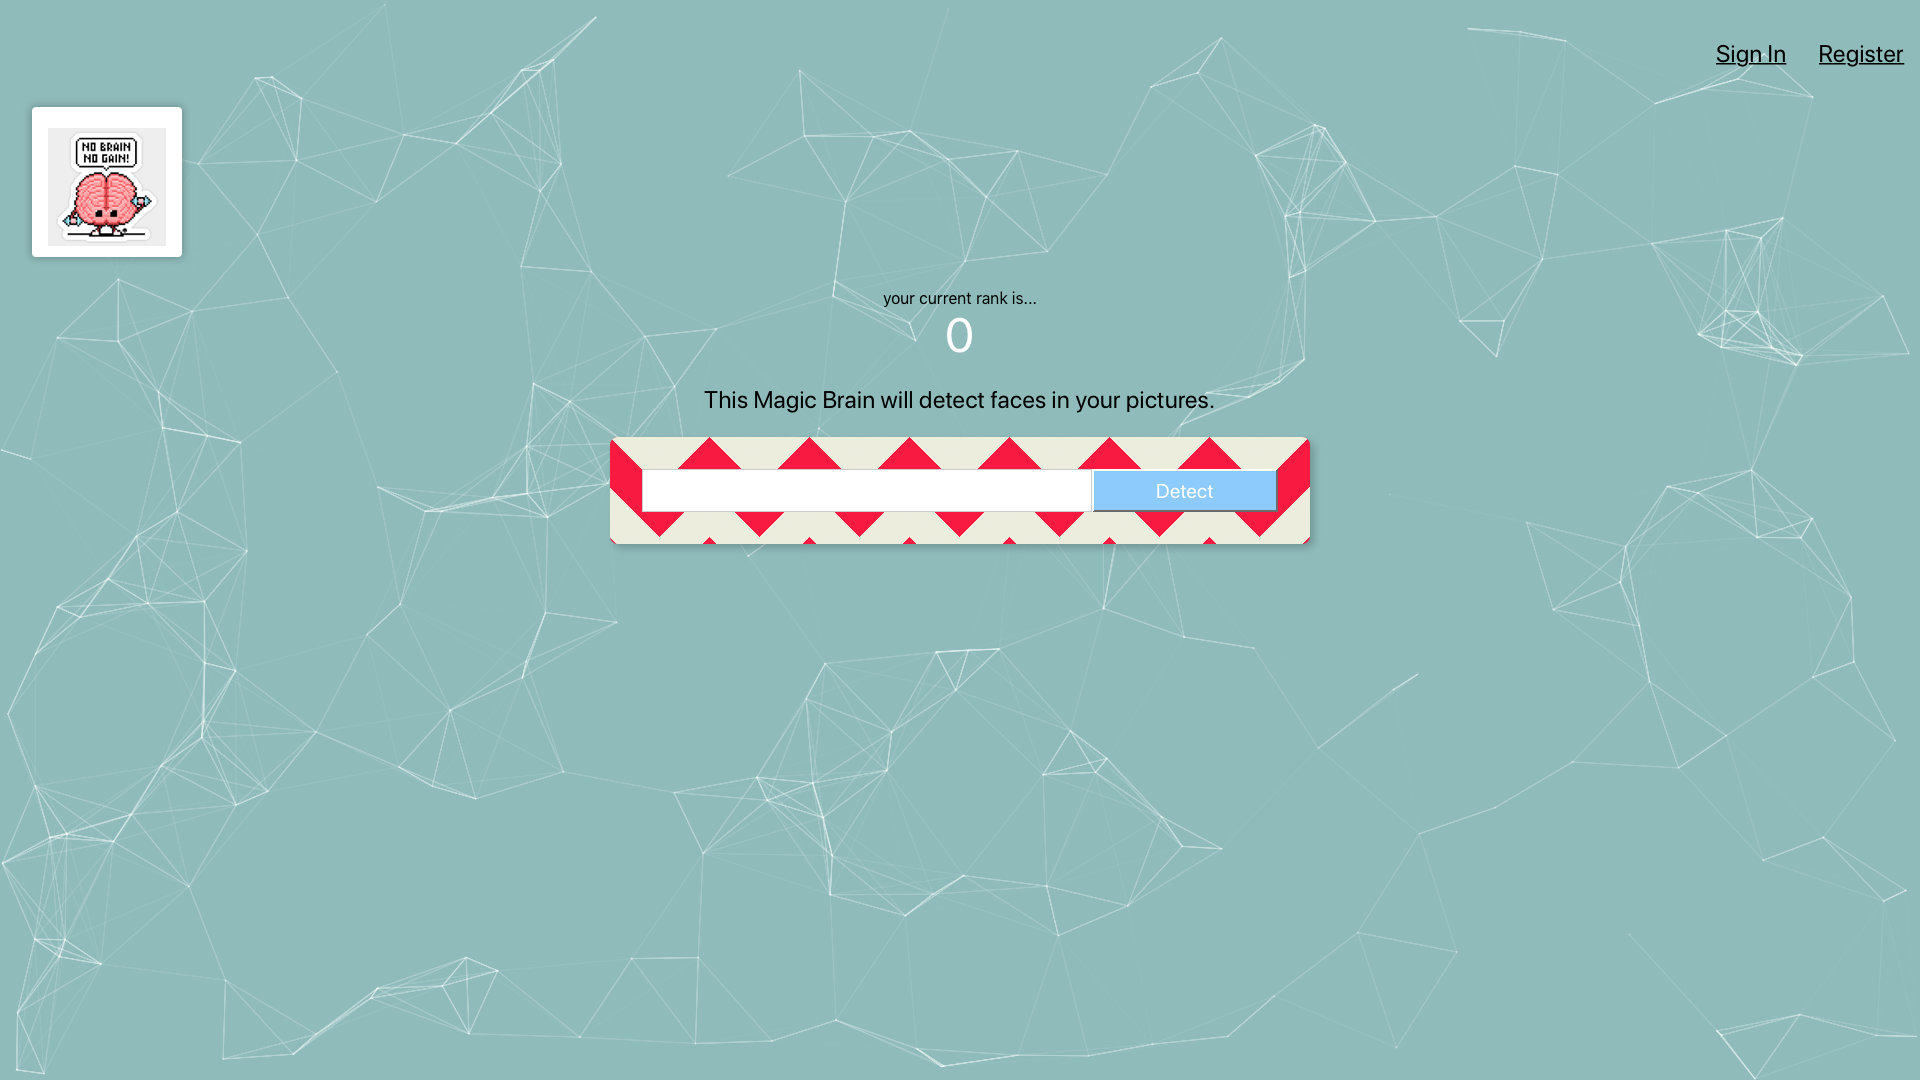 Sign In
Register
NO BRAIN
NO GAIN!
your current rank is...
0
This Magic Brain will detect faces in your pictures.
Detect